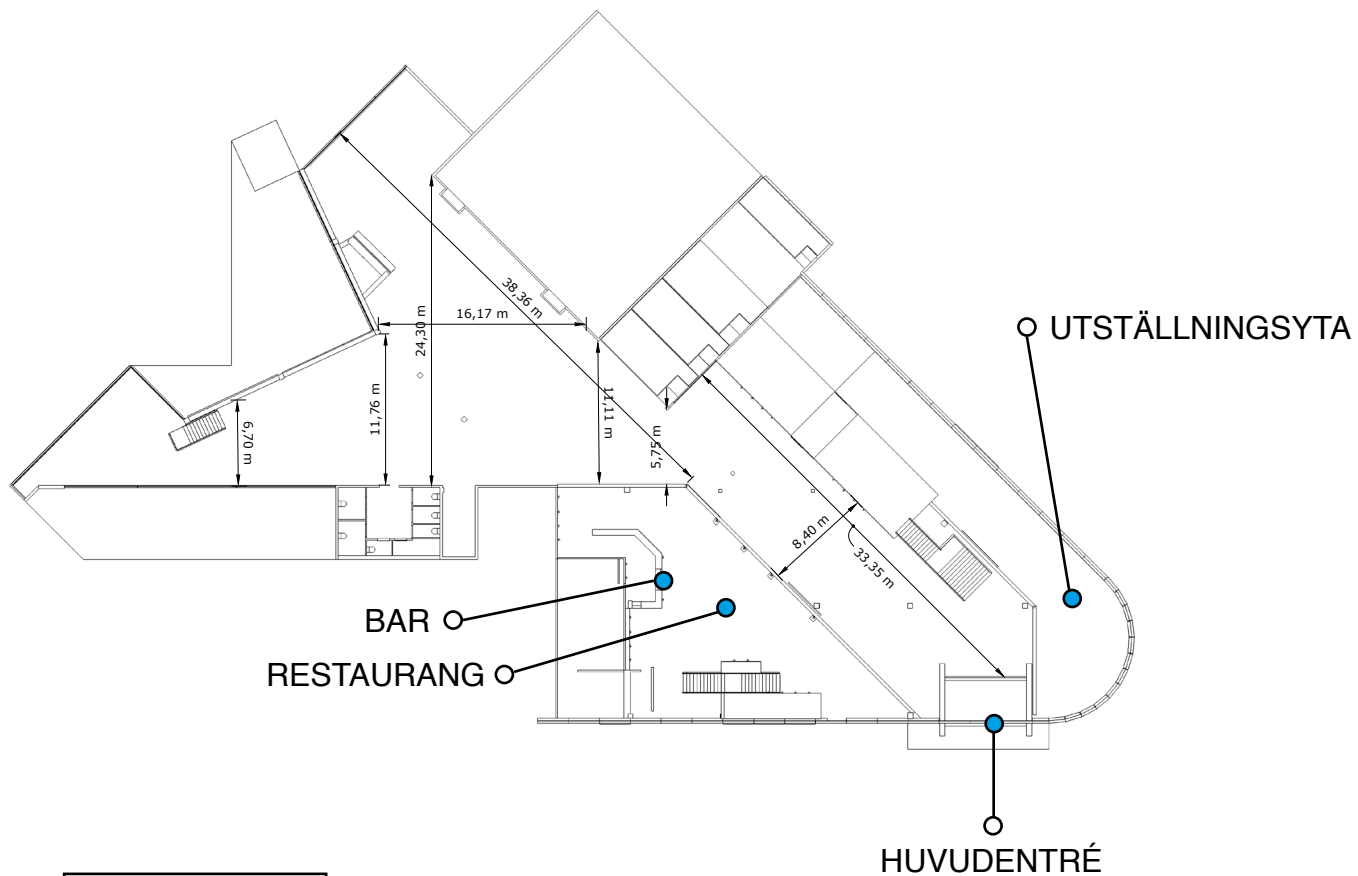 38,36 m
16,17 m
24,30 m
11,76 m
6,70 m
11,11 m
5,75 m
8,40 m
33,35 m
UTSTÄLLNINGSYTA
BAR
RESTAURANG
HUVUDENTRÉ